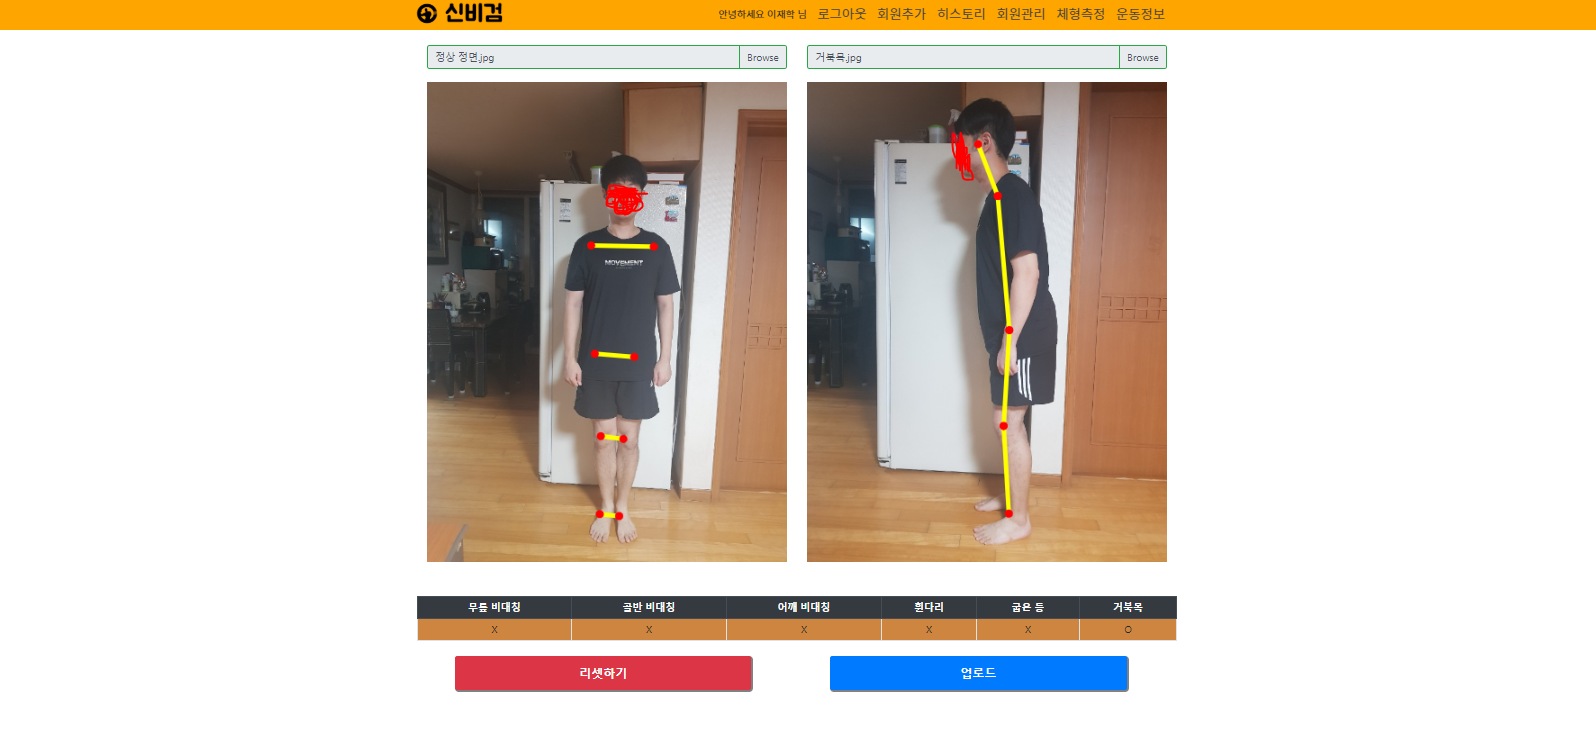 신비검
안녕하세요 이재학 님 로그아웃 회원추가 히스토리 회원관리 체형측정 운동정보
정상 정면.jpg Browse
거북목.jpg Browse
MOVEMENT
무릎 비대칭 골반 비대칭 어깨 비대칭 휜다리 굽은 등 거북목
X X X X X O
리셋하기 업로드